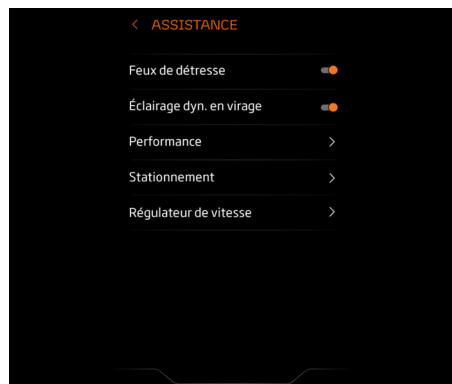 ASSISTANCE
Feux de détresse
Éclairage dyn. en virage
Performance
Stationnement
Régulateur de vitesse